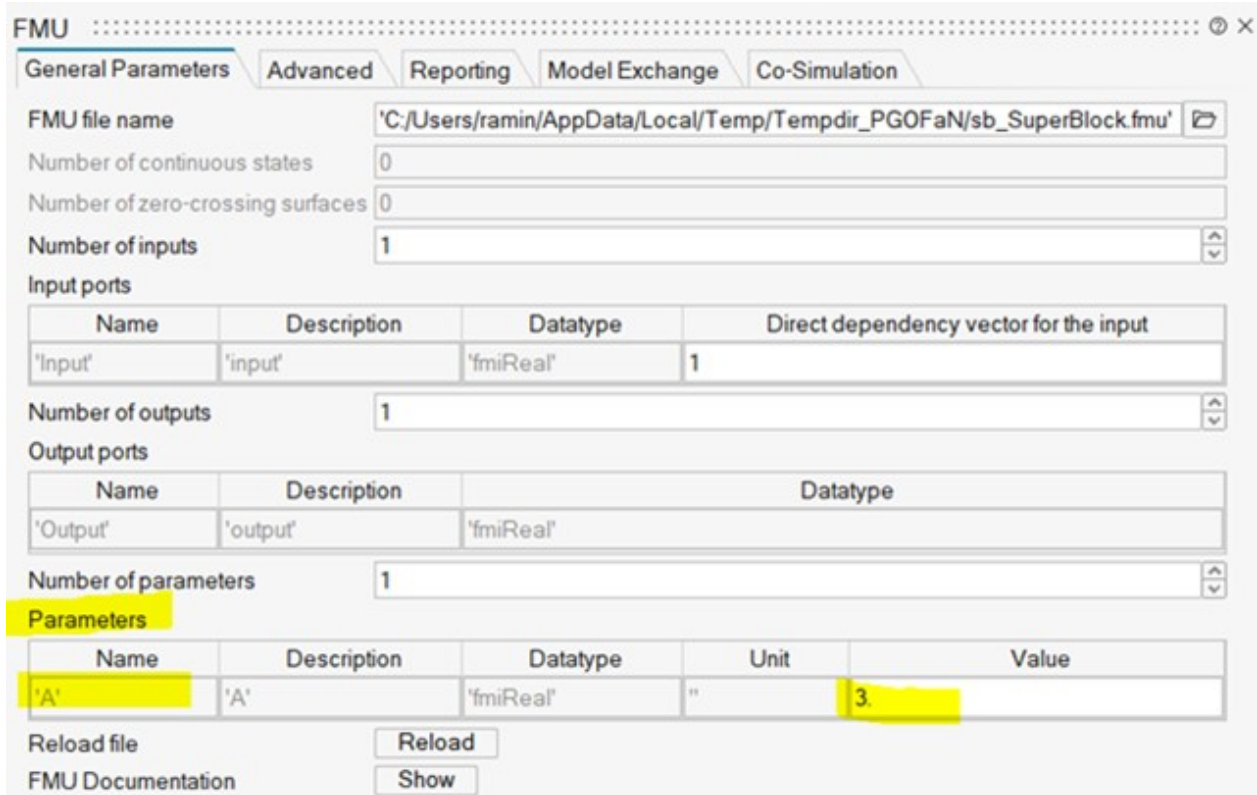 FMU
General Parameters Advanced Reporting Model Exchange Co-Simulation
FMU file name 'C:/Users/ramin/AppData/Local/Temp/Tempdir_PGOFaN/sb_SuperBlock.fmu'
Number of continuous states 0
Number of zero-crossing surfaces 0
Number of inputs 1
Input ports
Name Description Datatype Direct dependency vector for the input
'Input' 'input' 'fmiReal' 1
Number of outputs 1
Output ports
Name Description Datatype
'Output' 'output' 'fmiReal'
Number of parameters 1
Parameters
Name Description Datatype Unit Value
'A' 'A' 'fmiReal' '' 3.
Reload file Reload
FMU Documentation Show